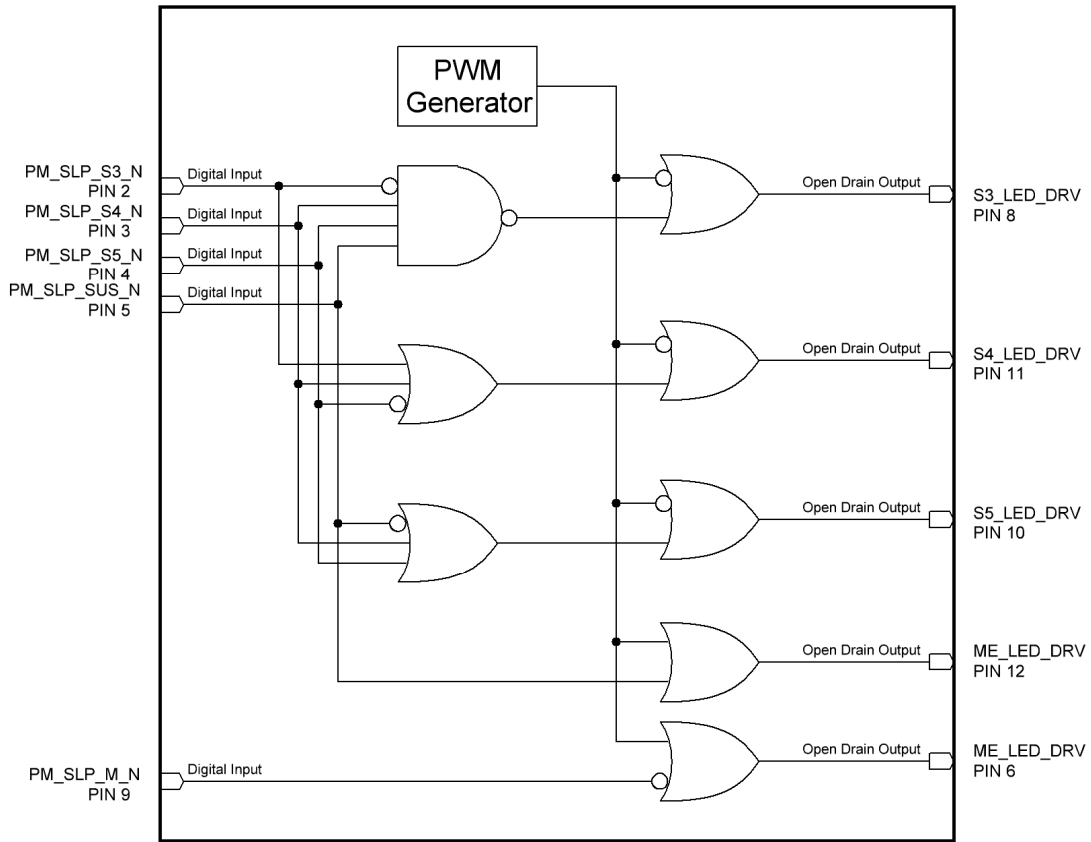 PWM
Generator
PM_SLP_S3_N
PIN 2
Digital Input
PM_SLP_S4_N
PIN 3
Digital Input
PM_SLP_S5_N
PIN 4
Digital Input
PM_SLP_SUS_N
PIN 5
Digital Input
Open Drain Output
S3_LED_DRV
PIN 8
Open Drain Output
S4_LED_DRV
PIN 11
Open Drain Output
S5_LED_DRV
PIN 10
Open Drain Output
ME_LED_DRV
PIN 12
PM_SLP_M_N
PIN 9
Digital Input
Open Drain Output
ME_LED_DRV
PIN 6